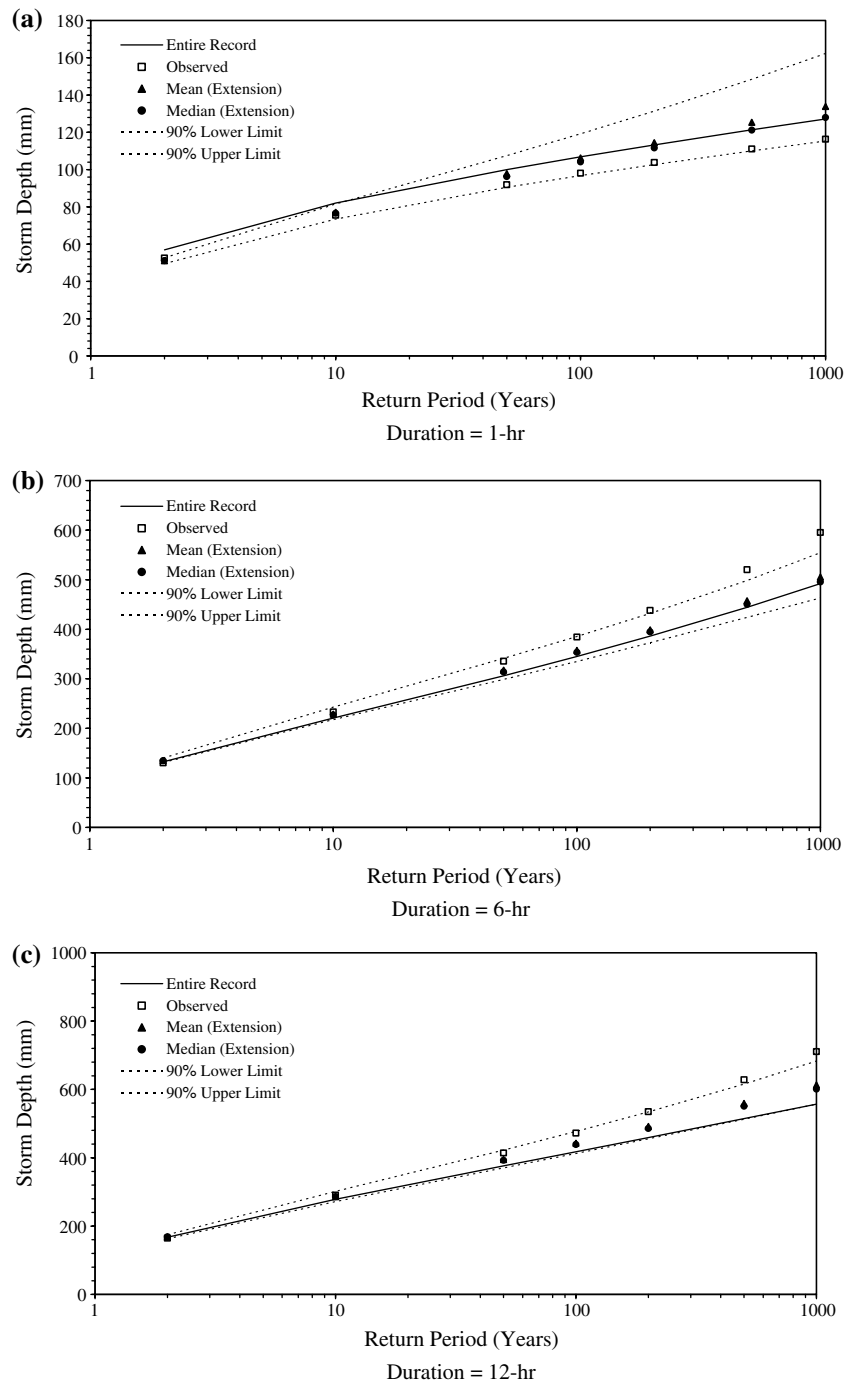 (a)
180
160
140
120
100
80
60
40
20
0
Storm Depth (mm)
Entire Record
Observed
Mean (Extension)
Median (Extension)
90% Lower Limit
90% Upper Limit
1
10
100
1000
Return Period (Years)
Duration = 1-hr
(b)
700
600
500
400
300
200
100
0
Storm Depth (mm)
Entire Record
Observed
Mean (Extension)
Median (Extension)
90% Lower Limit
90% Upper Limit
1
10
100
1000
Return Period (Years)
Duration = 6-hr
(c)
1000
800
600
400
200
0
Storm Depth (mm)
Entire Record
Observed
Mean (Extension)
Median (Extension)
90% Lower Limit
90% Upper Limit
1
10
100
1000
Return Period (Years)
Duration = 12-hr